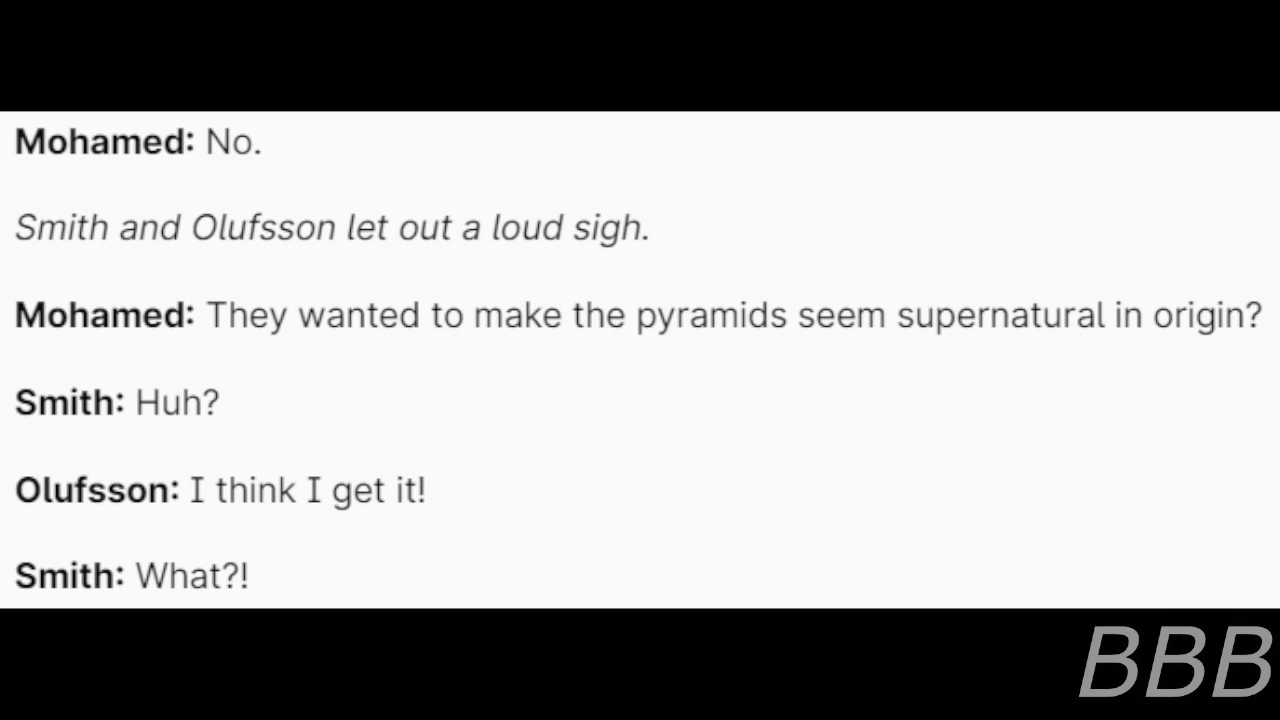 Mohamed: No.
Smith and Olufsson let out a loud sigh.
Mohamed: They wanted to make the pyramids seem supernatural in origin?
Smith: Huh?
Olufsson: I think I get it!
Smith: What?!
BBB